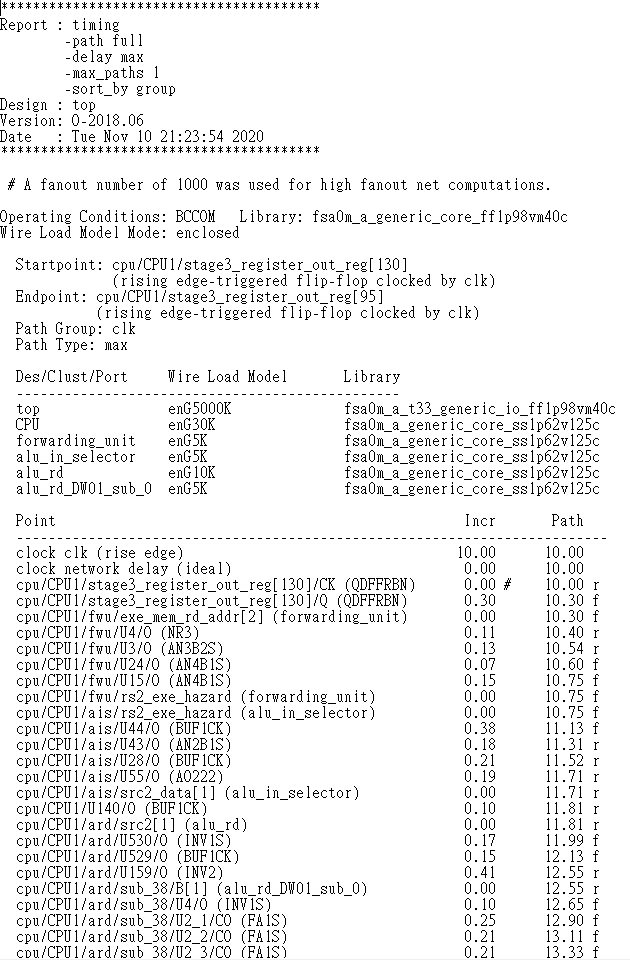 ****************************************
Report : timing
-path full
-delay max
-max_paths 1
-sort_by group
Design : top
Version: O-2018.06
Date   : Tue Nov 10 21:23:54 2020
****************************************
# A fanout number of 1000 was used for high fanout net computations.
Operating Conditions: BCCOM   Library: fsa0m_a_generic_core_ff1p98vm40c
Wire Load Model Mode: enclosed
Startpoint: cpu/CPU1/stage3_register_out_reg[130]
(rising edge-triggered flip-flop clocked by clk)
Endpoint: cpu/CPU1/stage3_register_out_reg[95]
(rising edge-triggered flip-flop clocked by clk)
Path Group: clk
Path Type: max
Des/Clust/Port     Wire Load Model       Library
------------------------------------------------
top                enG5000K              fsa0m_a_t33_generic_io_ff1p98vm40c
CPU                enG30K                fsa0m_a_generic_core_ss1p62v125c
forwarding_unit    enG5K                 fsa0m_a_generic_core_ss1p62v125c
alu_in_selector    enG5K                 fsa0m_a_generic_core_ss1p62v125c
alu_rd             enG10K                fsa0m_a_generic_core_ss1p62v125c
alu_rd_DW01_sub_0  enG5K                 fsa0m_a_generic_core_ss1p62v125c
Point                                                   Incr       Path
--------------------------------------------------------------------------
clock clk (rise edge)                                  10.00      10.00
clock network delay (ideal)                             0.00      10.00
cpu/CPU1/stage3_register_out_reg[130]/CK (QDFFRBN)      0.00 #    10.00 r
cpu/CPU1/stage3_register_out_reg[130]/Q (QDFFRBN)       0.30      10.30 f
cpu/CPU1/fwu/exe_mem_rd_addr[2] (forwarding_unit)       0.00      10.30 f
cpu/CPU1/fwu/U4/O (NR3)                                 0.11      10.40 r
cpu/CPU1/fwu/U3/O (AN3B2S)                              0.13      10.54 r
cpu/CPU1/fwu/U24/O (AN4B1S)                             0.07      10.60 f
cpu/CPU1/fwu/U15/O (AN4B1S)                             0.15      10.75 f
cpu/CPU1/fwu/rs2_exe_hazard (forwarding_unit)           0.00      10.75 f
cpu/CPU1/ais/rs2_exe_hazard (alu_in_selector)           0.00      10.75 f
cpu/CPU1/ais/U44/O (BUF1CK)                             0.38      11.13 f
cpu/CPU1/ais/U43/O (AN2B1S)                             0.18      11.31 r
cpu/CPU1/ais/U28/O (BUF1CK)                             0.21      11.52 r
cpu/CPU1/ais/U55/O (AO222)                              0.19      11.71 r
cpu/CPU1/ais/src2_data[1] (alu_in_selector)             0.00      11.71 r
cpu/CPU1/U140/O (BUF1CK)                                0.10      11.81 r
cpu/CPU1/ard/src2[1] (alu_rd)                           0.00      11.81 r
cpu/CPU1/ard/U530/O (INV1S)                             0.17      11.99 f
cpu/CPU1/ard/U529/O (BUF1CK)                            0.15      12.13 f
cpu/CPU1/ard/U159/O (INV2)                              0.41      12.55 r
cpu/CPU1/ard/sub_38/B[1] (alu_rd_DW01_sub_0)            0.00      12.55 r
cpu/CPU1/ard/sub_38/U4/O (INV1S)                        0.10      12.65 f
cpu/CPU1/ard/sub_38/U2_1/CO (FA1S)                      0.25      12.90 f
cpu/CPU1/ard/sub_38/U2_2/CO (FA1S)                      0.21      13.11 f
cpu/CPU1/ard/sub_38/U2_3/CO (FA1S)                      0.21      13.33 f